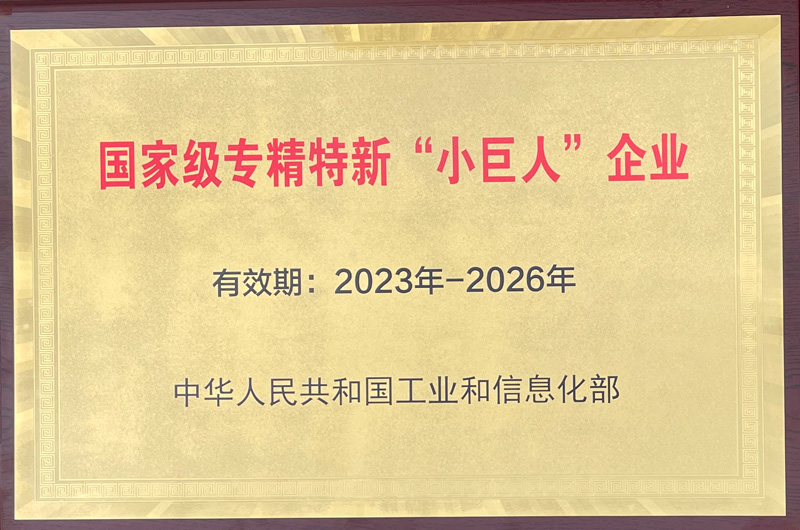 国家级专精特新“小巨人”企业
有效期：2023年-2026年
中华人民共和国工业和信息化部